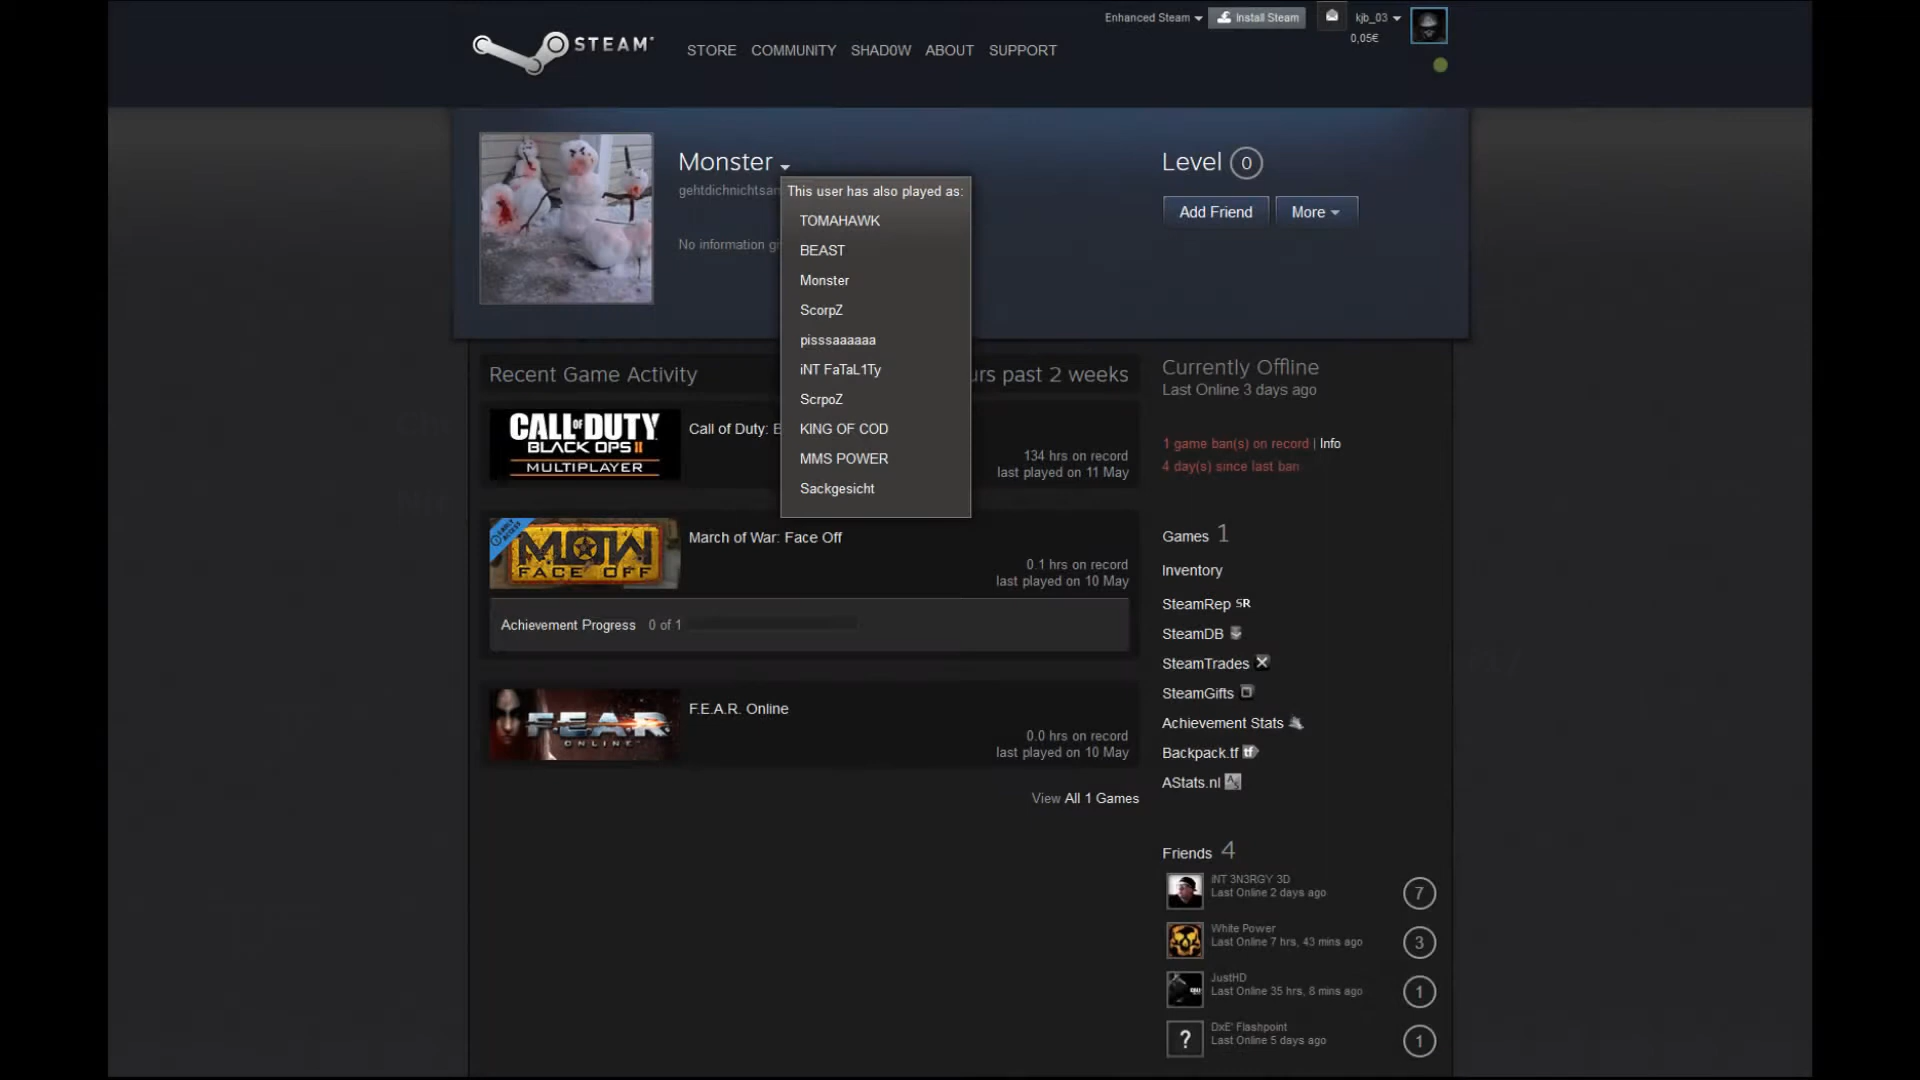 Enhanced Steam
Install Steam
kjb_03
0,05€
STEAM
STORE COMMUNITY SHAD0W ABOUT SUPPORT
Monster
gehtdichnichtsan
No information
This user has also played as:
TOMAHAWK
BEAST
Monster
ScorpZ
pisssaaaaaa
iNT FaTaL1Ty
ScrpoZ
KING OF COD
MMS POWER
Sackgesicht
Level 0
Add Friend
More
Recent Game Activity
urs past 2 weeks
CALL OF DUTY
BLACK OPS II
MULTIPLAYER
Call of Duty:
134 hrs on record
last played on 11 May
EARLY ACCESS
MOW
FACE OFF
March of War: Face Off
0.1 hrs on record
last played on 10 May
Achievement Progress 0 of 1
F.E.A.R.
ONLINE
F.E.A.R. Online
0.0 hrs on record
last played on 10 May
View All 1 Games
Currently Offline
Last Online 3 days ago
1 game ban(s) on record | Info
4 day(s) since last ban
Games 1
Inventory
SteamRep SR
SteamDB
SteamTrades
SteamGifts
Achievement Stats
Backpack.tf tf
AStats.nl
Friends 4
iNT 3N3RGY 3D
Last Online 2 days ago
7
White Power
Last Online 7 hrs, 43 mins ago
3
JustHD
Last Online 35 hrs, 8 mins ago
1
?
DxE' Flashpoint
Last Online 5 days ago
1